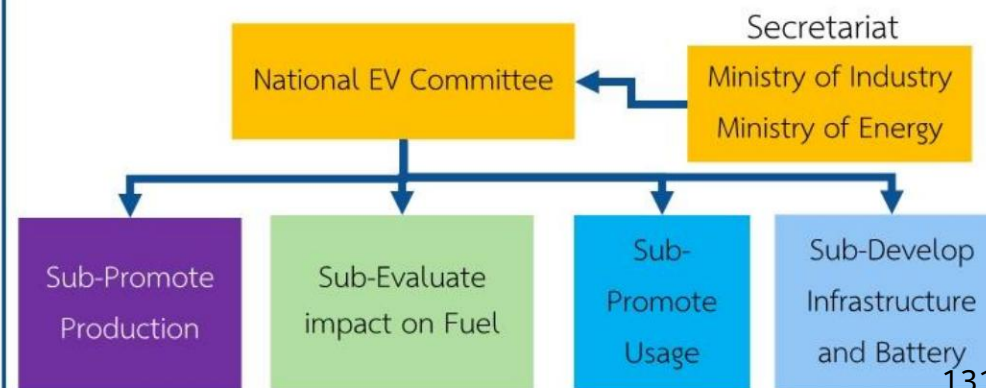 Secretariat
National EV Committee
Ministry of Industry
Ministry of Energy
Sub-Promote
Production
Sub-Evaluate
impact on Fuel
Sub-
Promote
Usage
Sub-Develop
Infrastructure
and Battery
131